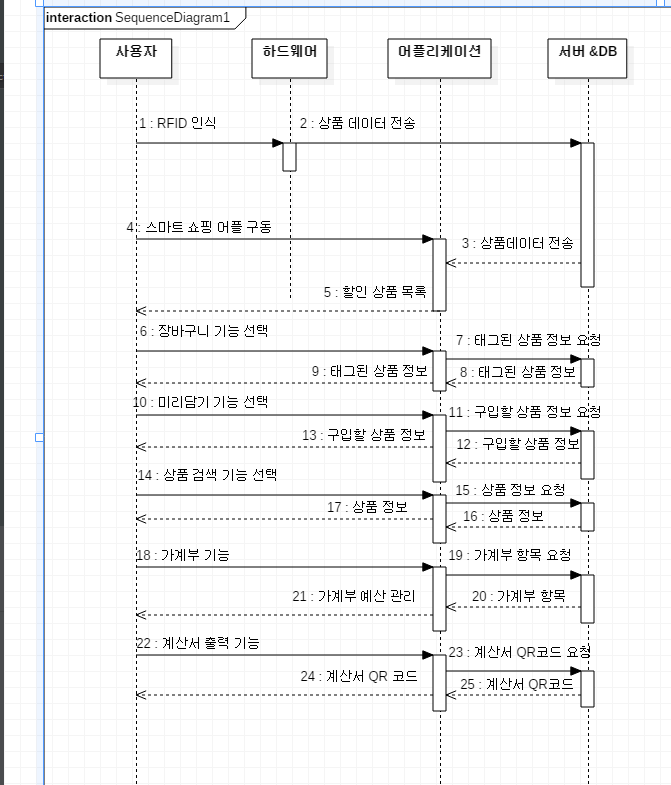 interaction SequenceDiagram1
사용자
하드웨어
어플리케이션
서버 &DB
1 : RFID 인식
2 : 상품 데이터 전송
4 : 스마트 쇼핑 어플 구동
3 : 상품데이터 전송
5 : 할인 상품 목록
6 : 장바구니 기능 선택
7 : 태그된 상품 정보 요청
9 : 태그된 상품 정보
8 : 태그된 상품 정보
10 : 미리담기 기능 선택
11 : 구입할 상품 정보 요청
13 : 구입할 상품 정보
12 : 구입할 상품 정보
14 : 상품 검색 기능 선택
15 : 상품 정보 요청
17 : 상품 정보
16 : 상품 정보
18 : 가계부 기능
19 : 가계부 항목 요청
21 : 가계부 예산 관리
20 : 가계부 항목
22 : 계산서 출력 기능
23 : 계산서 QR코드 요청
24 : 계산서 QR 코드
25 : 계산서 QR코드